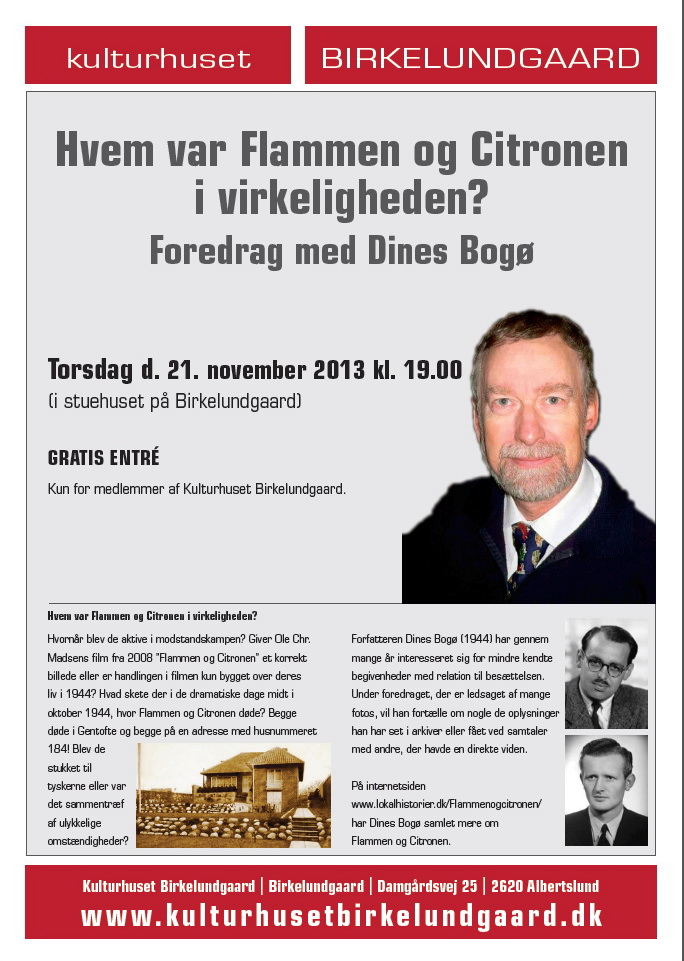 kulturhuset
BIRKELUNDGAARD
Hvem var Flammen og Citronen
i virkeligheden?
Foredrag med Dines Bogø
Torsdag d. 21. november 2013 kl. 19.00
(i stuehuset på Birkelundgaard)
GRATIS ENTRÉ
Kun for medlemmer af Kulturhuset Birkelundgaard.
Hvem var Flammen og Citronen i virkeligheden?
Hvornår blev de aktive i modstandskampen? Giver Ole Chr.
Madsens film fra 2008 "Flammen og Citronen" et korrekt
billede eller er handlingen i filmen kun bygget over deres
liv i 1944? Hvad skete der i de dramatiske dage midt i
oktober 1944, hvor Flammen og Citronen døde? Begge
døde i Gentofte og begge på en adresse med husnummeret
184! Blev de
stukket til
tyskerne eller var
det sammentræf
af ulykkelige
omstændigheder?
Forfatteren Dines Bogø (1944) har gennem
mange år interesseret sig for mindre kendte
begivenheder med relation til besættelsen.
Under foredraget, der er ledsaget af mange
fotos, vil han fortælle om nogle de oplysninger
han har set i arkiver eller fået ved samtaler
med andre, der havde en direkte viden.
På internetsiden
www.lokalhistorier.dk/Flammenogcitronen/
har Dines Bogø samlet mere om
Flammen og Citronen.
Kulturhuset Birkelundgaard | Birkelundgaard | Damgårdsvej 25 | 2620 Albertslund
www.kulturhusetbirkelundgaard.dk